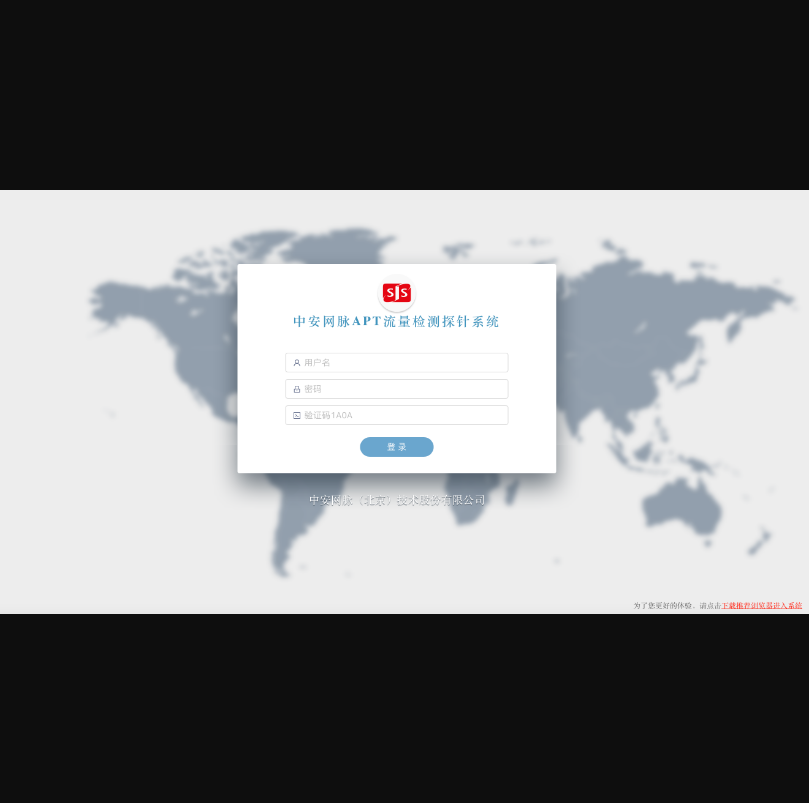 SJS
中安网脉APT流量检测探针系统
用户名
密码
验证码1A0A
登 录
中安网脉（北京）技术股份有限公司
为了您更好的体验，请点击下载推荐浏览器进入系统